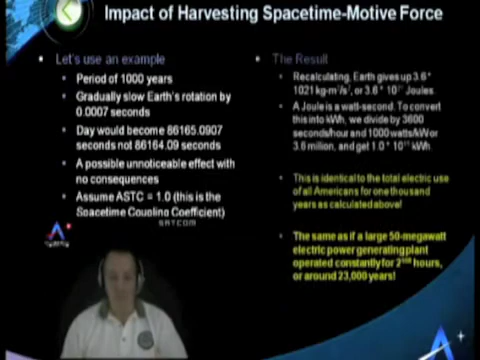 Impact of Harvesting Spacetime-Motive Force
Let's use an example
Period of 1000 years
Gradually slow Earth's rotation by
0.0007 seconds
Day would become 86165.0907
seconds not 86164.09 seconds
A possible unnoticeable effect with
no consequences
Assume ASTC = 1.0 (this is the
Spacetime Coupling Coefficient)
SATCOM
The Result
Recalculating, Earth gives up 3.6*
1021 kg-m²/s², or 3.6 * 10 Joules.
A Joule is a watt-second. To convert
this into kWh, we divide by 3600
seconds/hour and 1000 watts/kW or
3.6 million, and get 1.0 * 10 kWh
This is identical to the total electric use
of all Americans for one thousand
years as calculated above!
The same as if a large 50-megawatt
electric power generating plant
operated constantly for 2 hours,
or around 23,000 years!